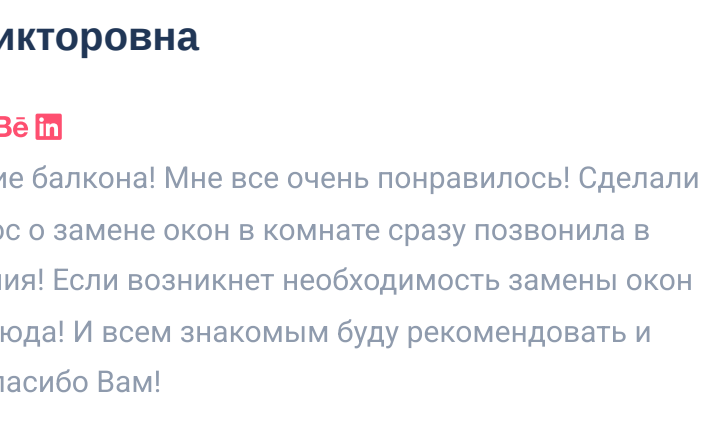 икторовна
Bē in
ие балкона! Мне все очень понравилось! Сделали
ос о замене окон в комнате сразу позвонила в
ия! Если возникнет необходимость замены окон
юда! И всем знакомым буду рекомендовать и
пасибо Вам!